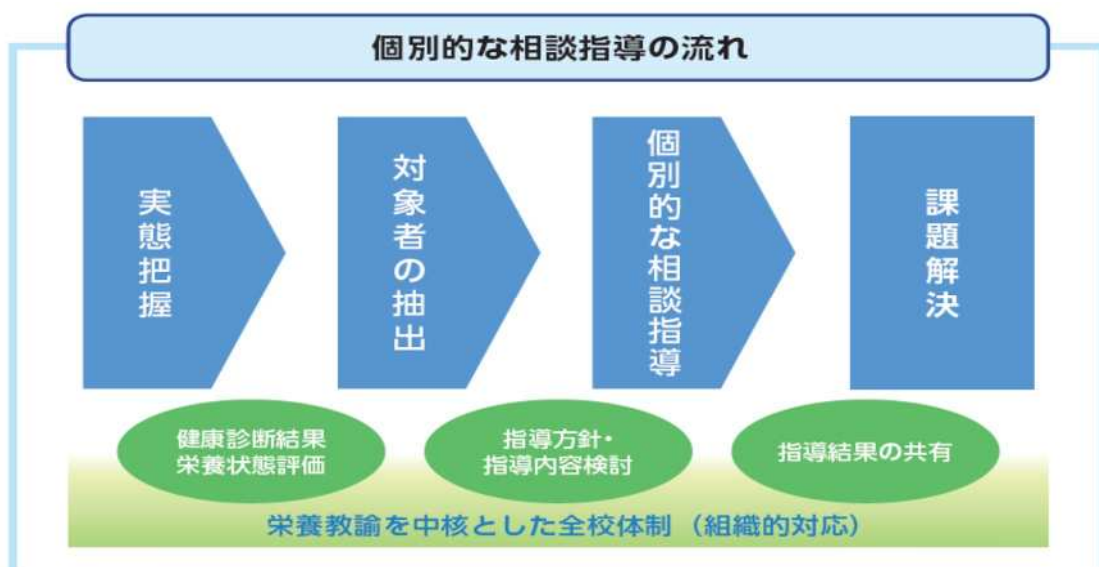 個別的な相談指導の流れ
実態把握
対象者の抽出
個別的な相談指導
課題解決
健康診断結果
栄養状態評価
指導方針・
指導内容検討
指導結果の共有
栄養教諭を中核とした全校体制（組織的対応）